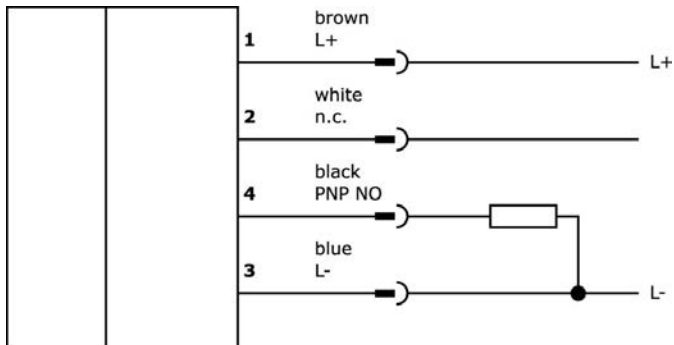 brown
1 L+
L+
white
2 n.c.
black
4 PNP NO
blue
3 L-
L-